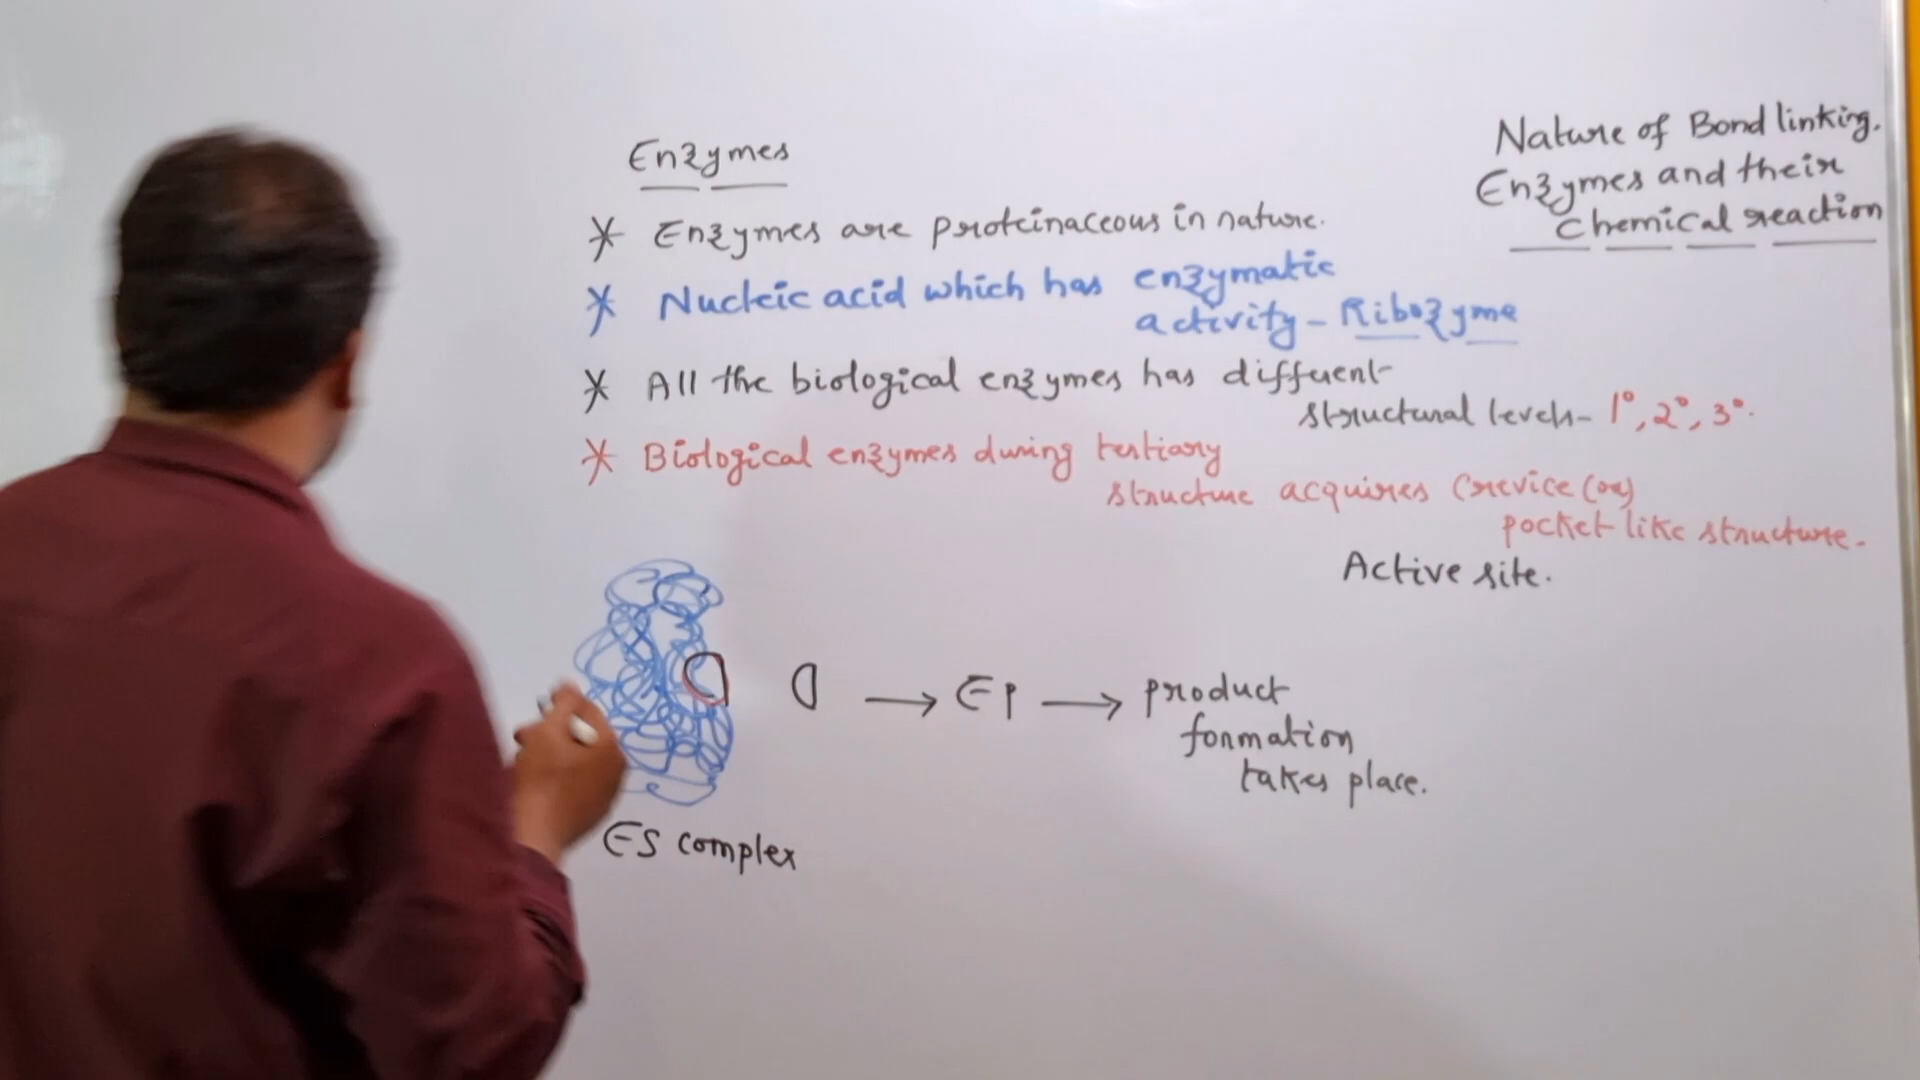 Nature of Bond linking.
Enzymes and their
chemical reaction
Enzymes
* Enzymes are proteinaceous in nature.
* Nucleic acid which has enzymatic
activity - Ribozyme
* All the biological enzymes has different
structural levels - 1°, 2°, 3°.
* Biological enzymes during tertiary
structure acquires crevice (or)
pocket like structure.
Active site.
→ EP → product
formation
takes place.
ES complex